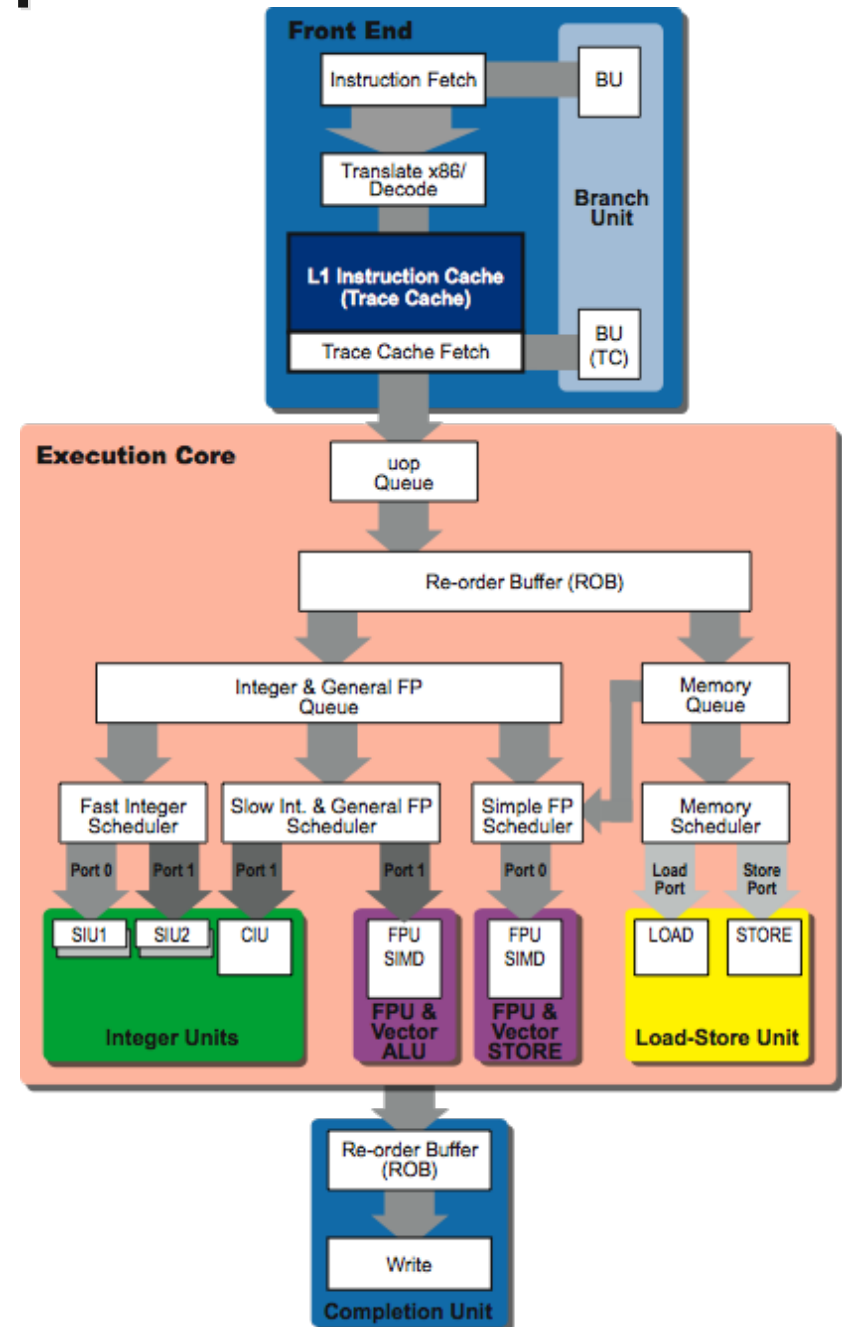 Front End
Instruction Fetch
BU
Translate x86/
Decode
Branch
Unit
L1 Instruction Cache
(Trace Cache)
Trace Cache Fetch
BU
(TC)
Execution Core
uop
Queue
Re-order Buffer (ROB)
Integer & General FP
Queue
Memory
Queue
Fast Integer
Scheduler
Slow Int. & General FP
Scheduler
Simple FP
Scheduler
Memory
Scheduler
Port 0
Port 1
Port 1
Port 1
Port 0
Load
Port
Store
Port
SIU1
SIU2
CIU
FPU
SIMD
FPU
SIMD
LOAD
STORE
Integer Units
FPU &
Vector
ALU
FPU &
Vector
STORE
Load-Store Unit
Re-order Buffer
(ROB)
Write
Completion Unit